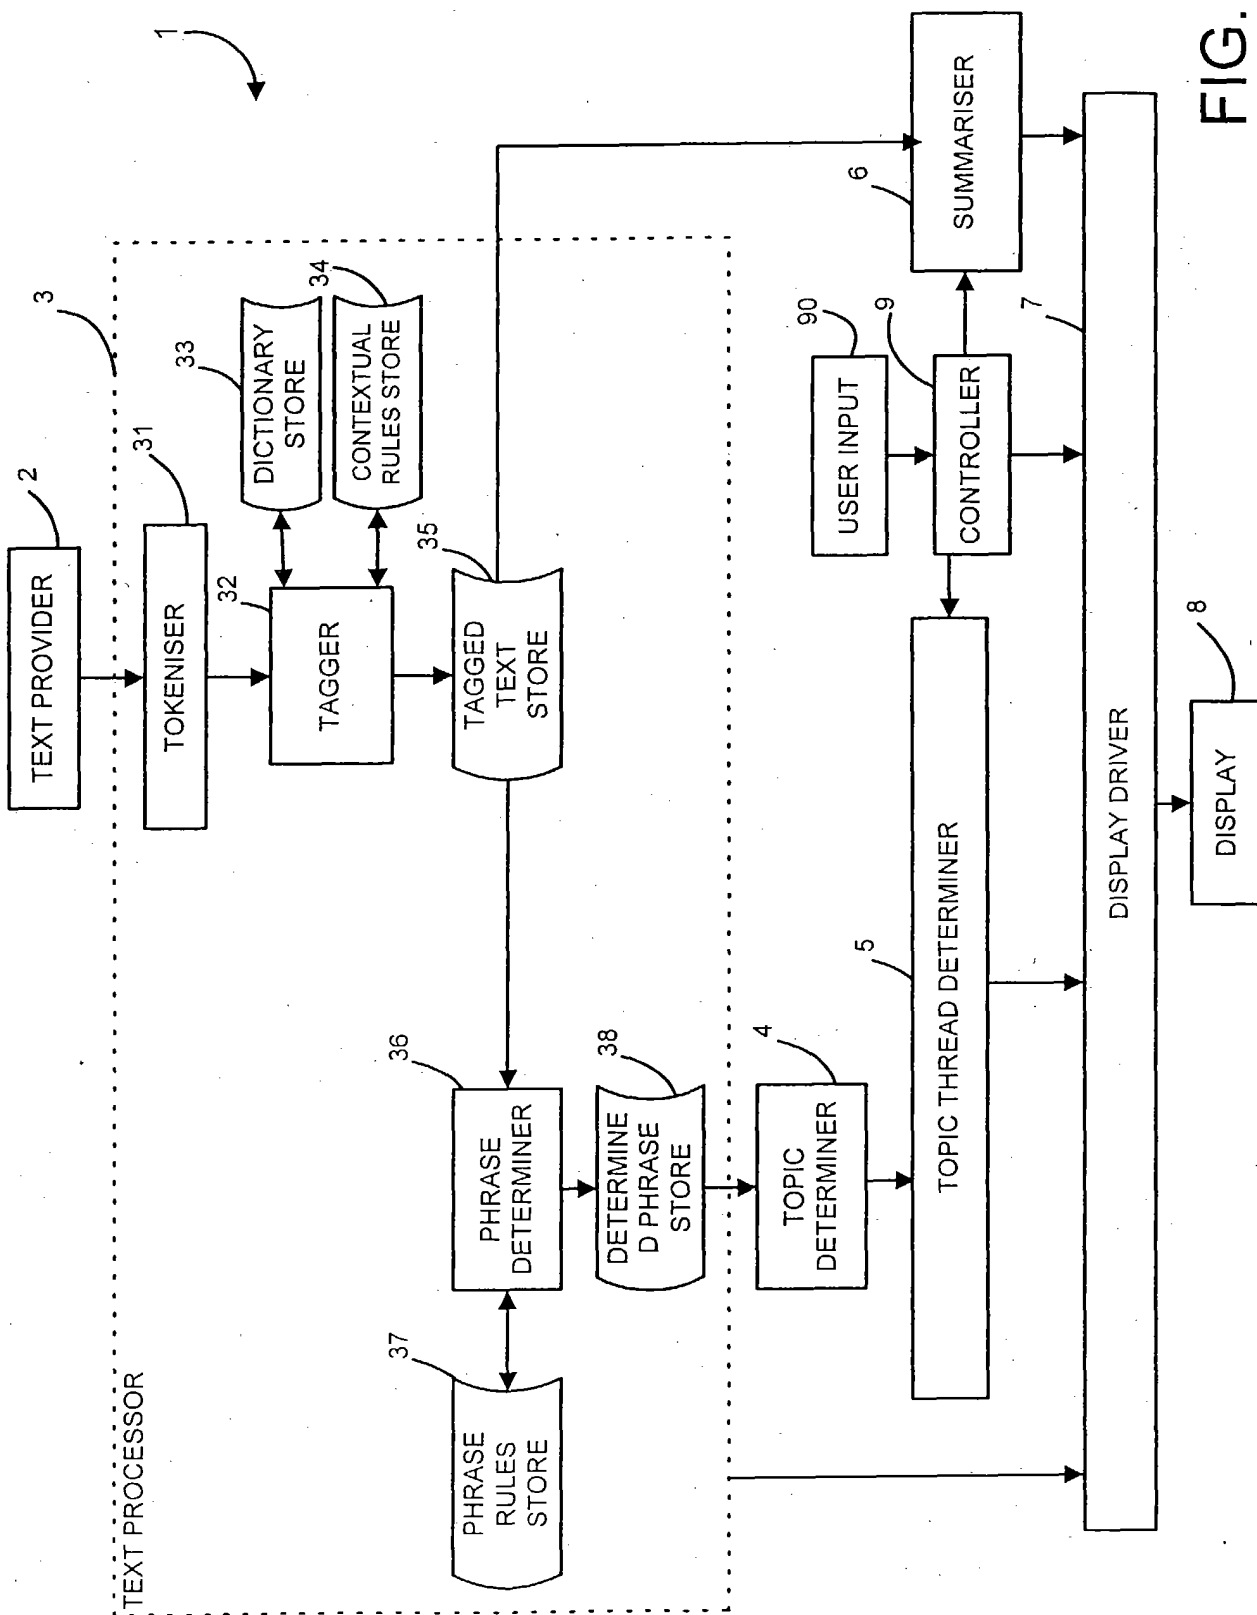 TEXT PROVIDER
2
3
1
TEXT PROCESSOR
TOKENISER
31
33
DICTIONARY
STORE
34
CONTEXTUAL
RULES STORE
32
TAGGER
35
TAGGED
TEXT
STORE
36
PHRASE
DETERMINER
37
PHRASE
RULES
STORE
38
DETERMINE
D PHRASE
STORE
4
TOPIC
DETERMINER
5
TOPIC THREAD DETERMINER
90
USER INPUT
9
CONTROLLER
6
SUMMARISER
7
DISPLAY DRIVER
8
DISPLAY
FIG.